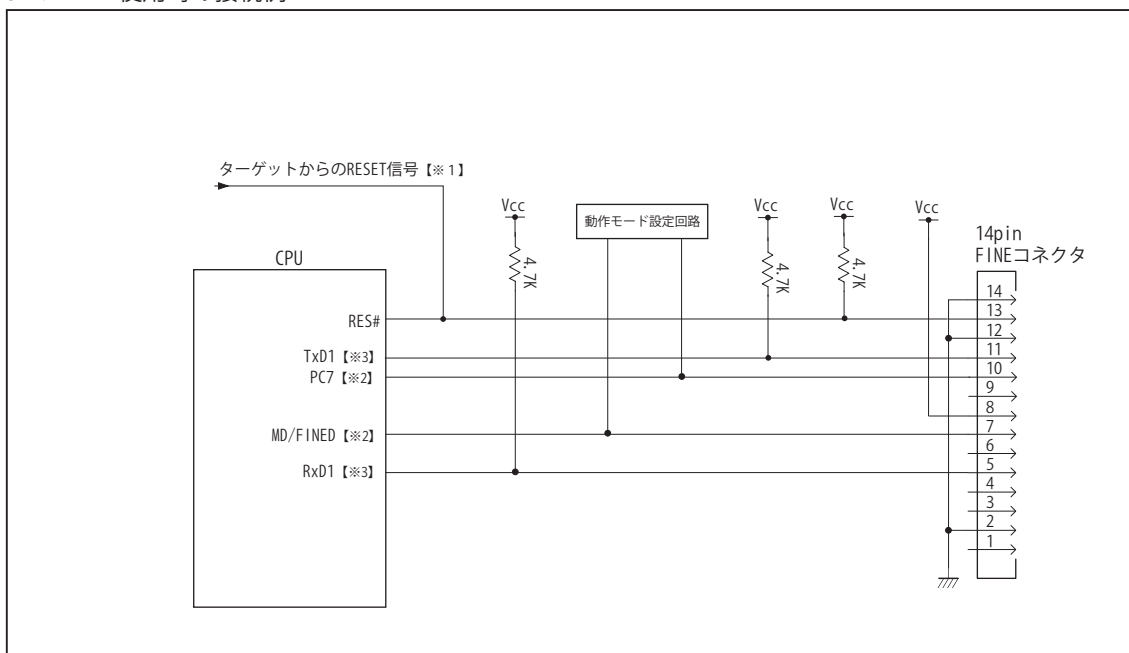 ターゲットからのRESET信号【※1】
Vcc
4.7K
動作モード設定回路
Vcc
4.7K
Vcc
4.7K
Vcc
14pin
FINEコネクタ
CPU
RES#
TxD1【※3】
PC7【※2】
MD/FINED【※2】
RxD1【※3】
14
13
12
11
10
9
8
7
6
5
4
3
2
1